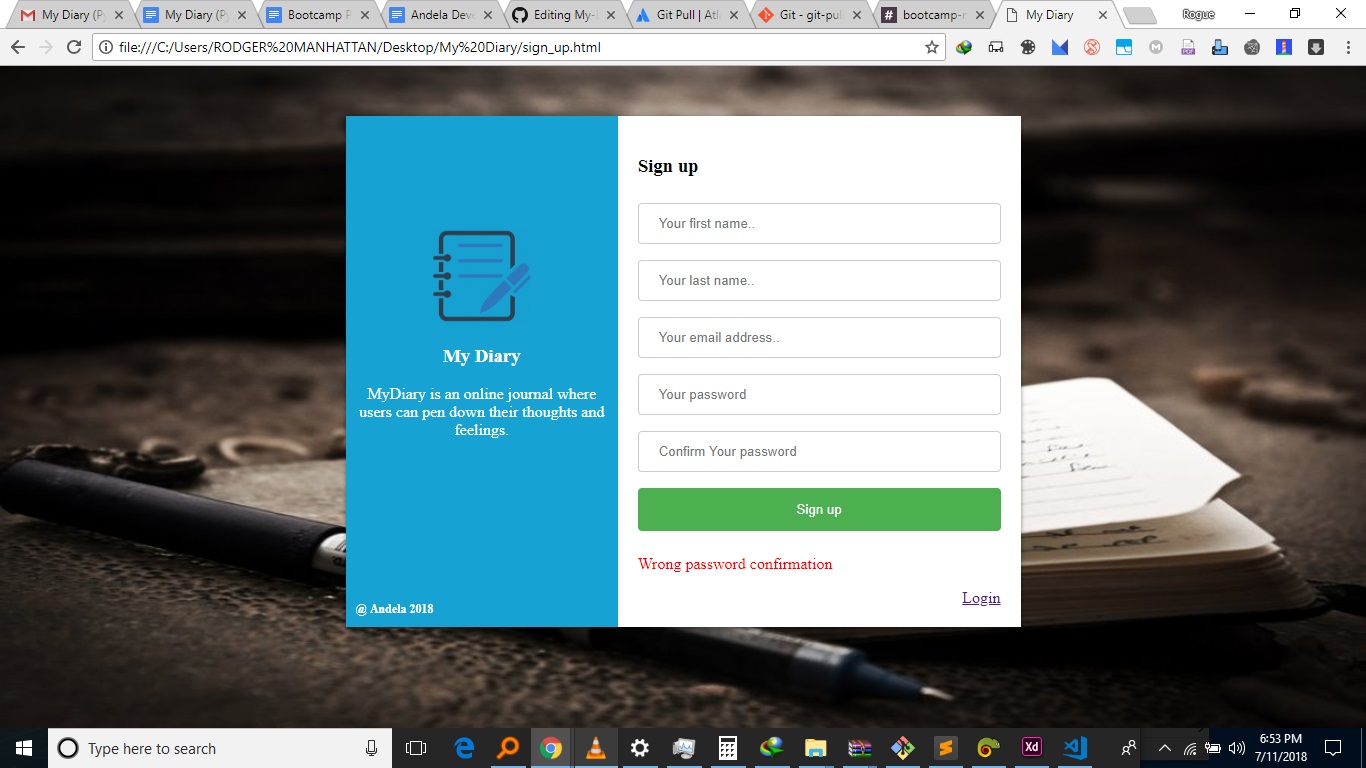 My Diary (Py
My Diary (Py
Bootcamp P
Andela Deve
Editing My-
Git Pull | Atl
Git - git-pul
bootcamp-r
My Diary
Rogue
file:///C:/Users/RODGER%20MANHATTAN/Desktop/My%20Diary/sign_up.html
Sign up
Your first name..
Your last name..
Your email address..
Your password
Confirm Your password
Sign up
Wrong password confirmation
Login
My Diary
MyDiary is an online journal where
users can pen down their thoughts and
feelings.
@ Andela 2018
Type here to search
Xd
6:53 PM
7/11/2018